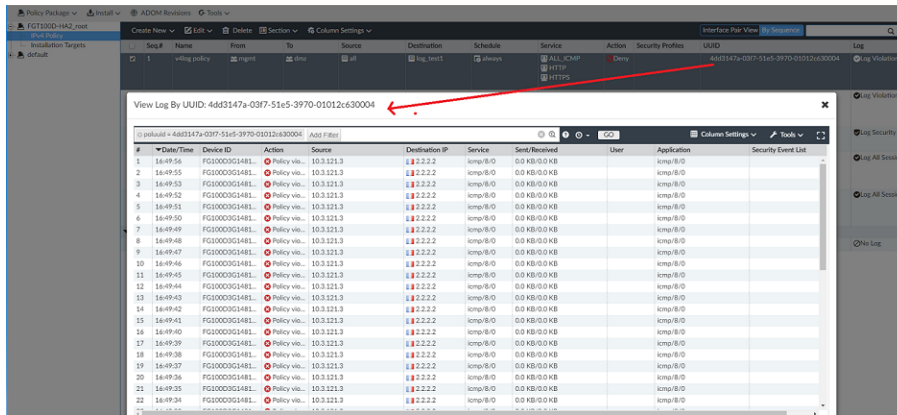 Policy Package Install ADOM Revisions Tools
FGT100D-HA2_root
IPv4 Policy
Installation Targets
default
Create New Edit Delete Section Column Settings Interface Pair View By Sequence
Seq.# Name From To Source Destination Schedule Service Action Security Profiles UUID Log
1 v4log policy mgmt dmz all log_test1 always ALL_ICMP Deny 4dd3147a-03f7-51e5-3970-01012c630004 Log Violation
HTTP
HTTPS
Log Violation
Log Security
Log All Sessi
Log All Sessi
No Log
View Log By UUID: 4dd3147a-03f7-51e5-3970-01012c630004
poluuid = 4dd3147a-03f7-51e5-3970-01012c630004 Add Filter GO Column Settings Tools
# Date/Time Device ID Action Source Destination IP Service Sent/Received User Application Security Event List
1 16:49:56 FG100D3G1481... Policy vio... 10.3.121.3 2.2.2.2 icmp/8/0 0.0 KB/0.0 KB icmp/8/0
2 16:49:55 FG100D3G1481... Policy vio... 10.3.121.3 2.2.2.2 icmp/8/0 0.0 KB/0.0 KB icmp/8/0
3 16:49:53 FG100D3G1481... Policy vio... 10.3.121.3 2.2.2.2 icmp/8/0 0.0 KB/0.0 KB icmp/8/0
4 16:49:52 FG100D3G1481... Policy vio... 10.3.121.3 2.2.2.2 icmp/8/0 0.0 KB/0.0 KB icmp/8/0
5 16:49:51 FG100D3G1481... Policy vio... 10.3.121.3 2.2.2.2 icmp/8/0 0.0 KB/0.0 KB icmp/8/0
6 16:49:50 FG100D3G1481... Policy vio... 10.3.121.3 2.2.2.2 icmp/8/0 0.0 KB/0.0 KB icmp/8/0
7 16:49:49 FG100D3G1481... Policy vio... 10.3.121.3 2.2.2.2 icmp/8/0 0.0 KB/0.0 KB icmp/8/0
8 16:49:48 FG100D3G1481... Policy vio... 10.3.121.3 2.2.2.2 icmp/8/0 0.0 KB/0.0 KB icmp/8/0
9 16:49:47 FG100D3G1481... Policy vio... 10.3.121.3 2.2.2.2 icmp/8/0 0.0 KB/0.0 KB icmp/8/0
10 16:49:46 FG100D3G1481... Policy vio... 10.3.121.3 2.2.2.2 icmp/8/0 0.0 KB/0.0 KB icmp/8/0
11 16:49:45 FG100D3G1481... Policy vio... 10.3.121.3 2.2.2.2 icmp/8/0 0.0 KB/0.0 KB icmp/8/0
12 16:49:44 FG100D3G1481... Policy vio... 10.3.121.3 2.2.2.2 icmp/8/0 0.0 KB/0.0 KB icmp/8/0
13 16:49:43 FG100D3G1481... Policy vio... 10.3.121.3 2.2.2.2 icmp/8/0 0.0 KB/0.0 KB icmp/8/0
14 16:49:42 FG100D3G1481... Policy vio... 10.3.121.3 2.2.2.2 icmp/8/0 0.0 KB/0.0 KB icmp/8/0
15 16:49:41 FG100D3G1481... Policy vio... 10.3.121.3 2.2.2.2 icmp/8/0 0.0 KB/0.0 KB icmp/8/0
16 16:49:40 FG100D3G1481... Policy vio... 10.3.121.3 2.2.2.2 icmp/8/0 0.0 KB/0.0 KB icmp/8/0
17 16:49:39 FG100D3G1481... Policy vio... 10.3.121.3 2.2.2.2 icmp/8/0 0.0 KB/0.0 KB icmp/8/0
18 16:49:38 FG100D3G1481... Policy vio... 10.3.121.3 2.2.2.2 icmp/8/0 0.0 KB/0.0 KB icmp/8/0
19 16:49:37 FG100D3G1481... Policy vio... 10.3.121.3 2.2.2.2 icmp/8/0 0.0 KB/0.0 KB icmp/8/0
20 16:49:36 FG100D3G1481... Policy vio... 10.3.121.3 2.2.2.2 icmp/8/0 0.0 KB/0.0 KB icmp/8/0
21 16:49:35 FG100D3G1481... Policy vio... 10.3.121.3 2.2.2.2 icmp/8/0 0.0 KB/0.0 KB icmp/8/0
22 16:49:34 FG100D3G1481... Policy vio... 10.3.121.3 2.2.2.2 icmp/8/0 0.0 KB/0.0 KB icmp/8/0